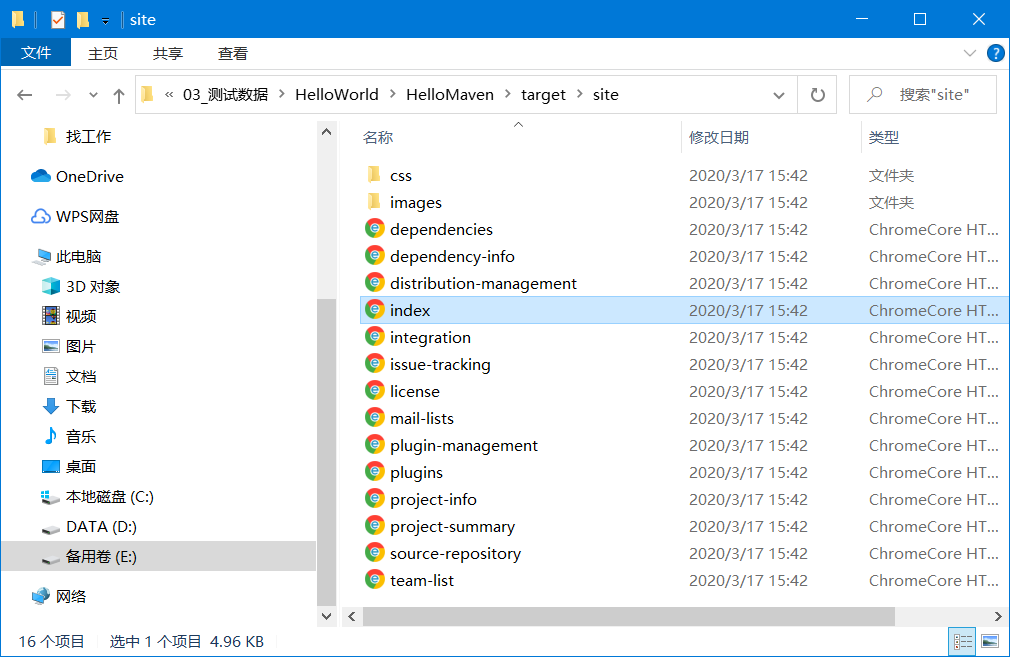 site
文件 主页 共享 查看
« 03_测试数据 > HelloWorld > HelloMaven > target > site 搜索"site"
找工作
OneDrive
WPS网盘
此电脑
3D 对象
视频
图片
文档
下载
音乐
桌面
本地磁盘 (C:)
DATA (D:)
备用卷 (E:)
网络
名称 修改日期 类型
css 2020/3/17 15:42 文件夹
images 2020/3/17 15:42 文件夹
dependencies 2020/3/17 15:42 ChromeCore HT...
dependency-info 2020/3/17 15:42 ChromeCore HT...
distribution-management 2020/3/17 15:42 ChromeCore HT...
index 2020/3/17 15:42 ChromeCore HT...
integration 2020/3/17 15:42 ChromeCore HT...
issue-tracking 2020/3/17 15:42 ChromeCore HT...
license 2020/3/17 15:42 ChromeCore HT...
mail-lists 2020/3/17 15:42 ChromeCore HT...
plugin-management 2020/3/17 15:42 ChromeCore HT...
plugins 2020/3/17 15:42 ChromeCore HT...
project-info 2020/3/17 15:42 ChromeCore HT...
project-summary 2020/3/17 15:42 ChromeCore HT...
source-repository 2020/3/17 15:42 ChromeCore HT...
team-list 2020/3/17 15:42 ChromeCore HT...
16 个项目 选中 1 个项目 4.96 KB